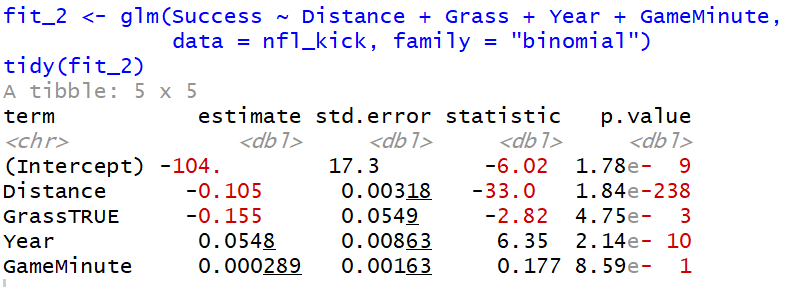 fit_2 <- glm(Success ~ Distance + Grass + Year + GameMinute,
data = nfl_kick, family = "binomial")
tidy(fit_2)
A tibble: 5 x 5
term estimate std.error statistic p.value
<chr> <dbl> <dbl> <dbl> <dbl>
(Intercept) -104. 17.3 -6.02 1.78e- 9
Distance -0.105 0.00318 -33.0 1.84e-238
GrassTRUE -0.155 0.0549 -2.82 4.75e- 3
Year 0.0548 0.00863 6.35 2.14e- 10
GameMinute 0.000289 0.00163 0.177 8.59e- 1